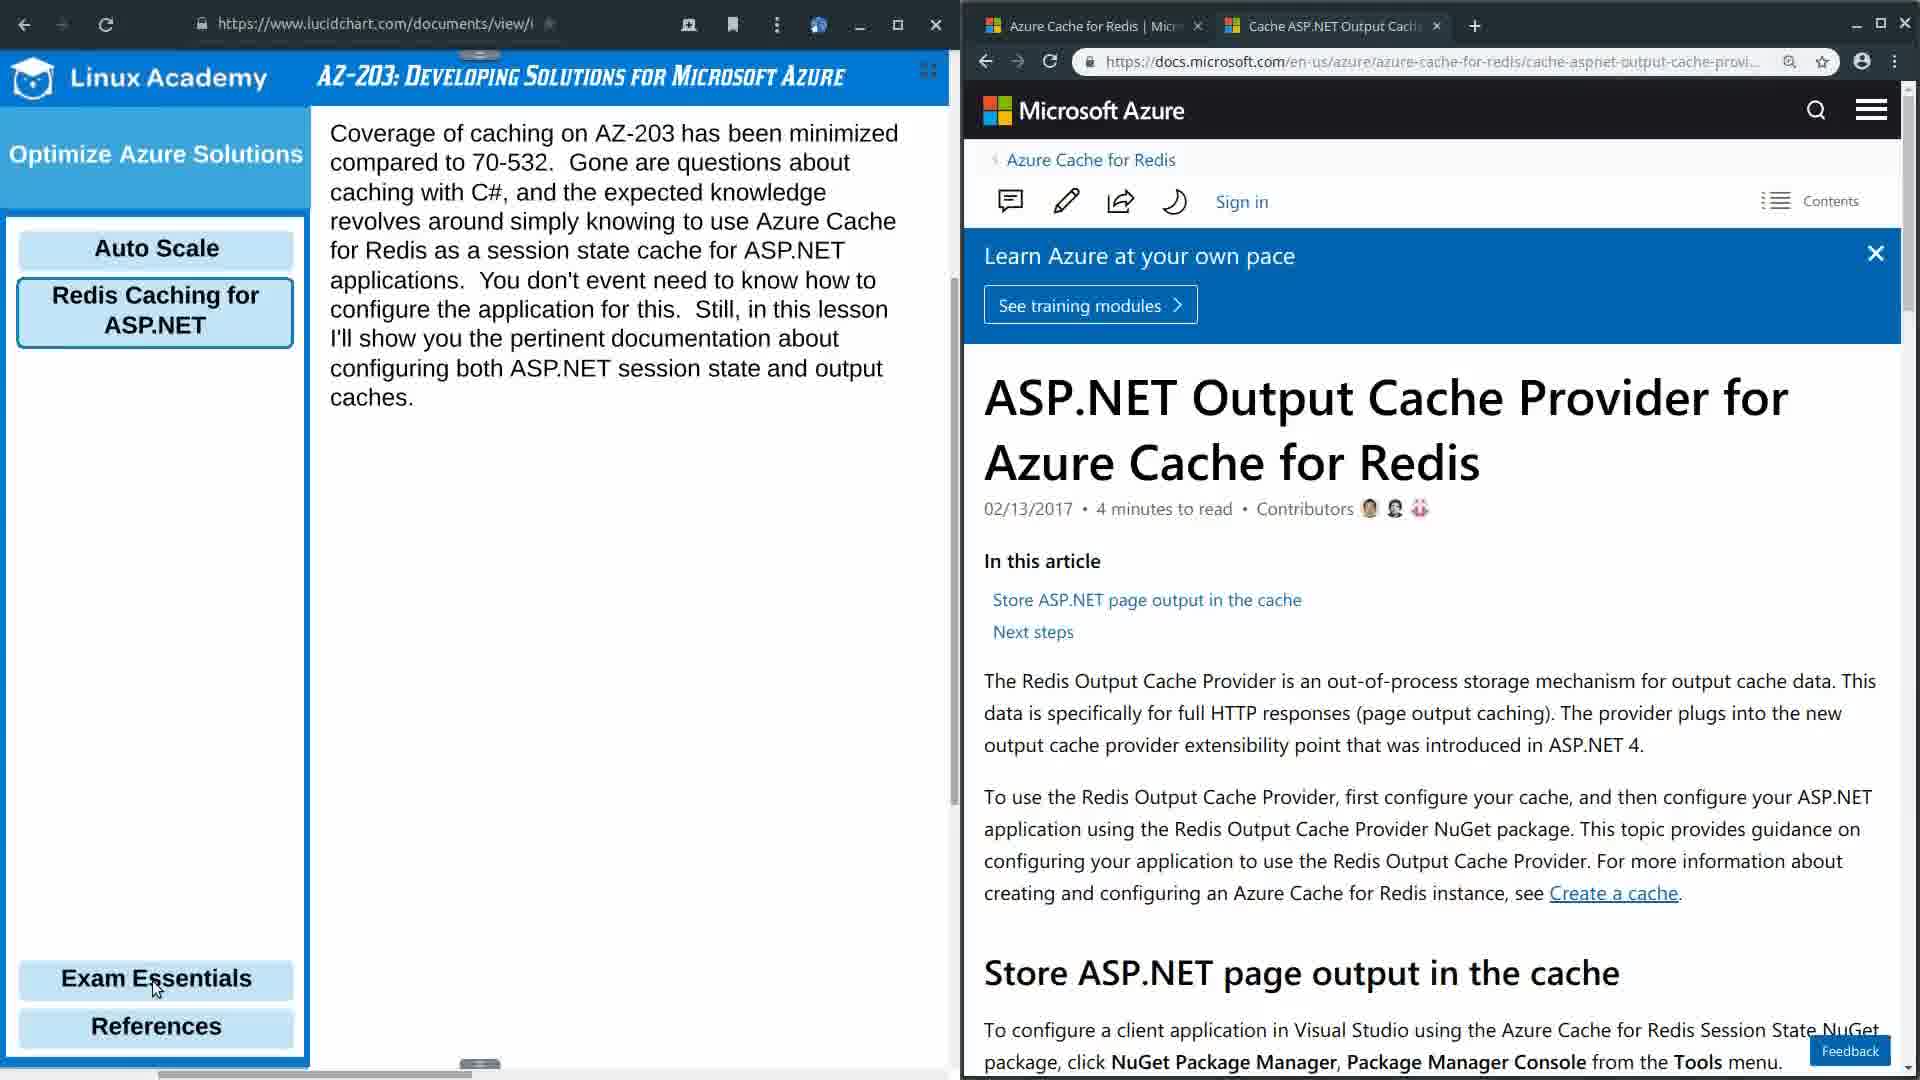 https://www.lucidchart.com/documents/view/i
Linux Academy
AZ-203: Developing Solutions for Microsoft Azure
Optimize Azure Solutions
Auto Scale
Redis Caching for
ASP.NET
Exam Essentials
References
Coverage of caching on AZ-203 has been minimized
compared to 70-532.  Gone are questions about
caching with C#, and the expected knowledge
revolves around simply knowing to use Azure Cache
for Redis as a session state cache for ASP.NET
applications.  You don't event need to know how to
configure the application for this.  Still, in this lesson
I'll show you the pertinent documentation about
configuring both ASP.NET session state and output
caches.
Azure Cache for Redis | Micr
Cache ASP.NET Output Cach
https://docs.microsoft.com/en-us/azure/azure-cache-for-redis/cache-aspnet-output-cache-provi...
Microsoft Azure
Azure Cache for Redis
Sign in
Contents
Learn Azure at your own pace
See training modules
ASP.NET Output Cache Provider for
Azure Cache for Redis
02/13/2017 • 4 minutes to read • Contributors
In this article
Store ASP.NET page output in the cache
Next steps
The Redis Output Cache Provider is an out-of-process storage mechanism for output cache data. This
data is specifically for full HTTP responses (page output caching). The provider plugs into the new
output cache provider extensibility point that was introduced in ASP.NET 4.
To use the Redis Output Cache Provider, first configure your cache, and then configure your ASP.NET
application using the Redis Output Cache Provider NuGet package. This topic provides guidance on
configuring your application to use the Redis Output Cache Provider. For more information about
creating and configuring an Azure Cache for Redis instance, see Create a cache.
Store ASP.NET page output in the cache
To configure a client application in Visual Studio using the Azure Cache for Redis Session State NuGet
package, click NuGet Package Manager, Package Manager Console from the Tools menu.
Feedback